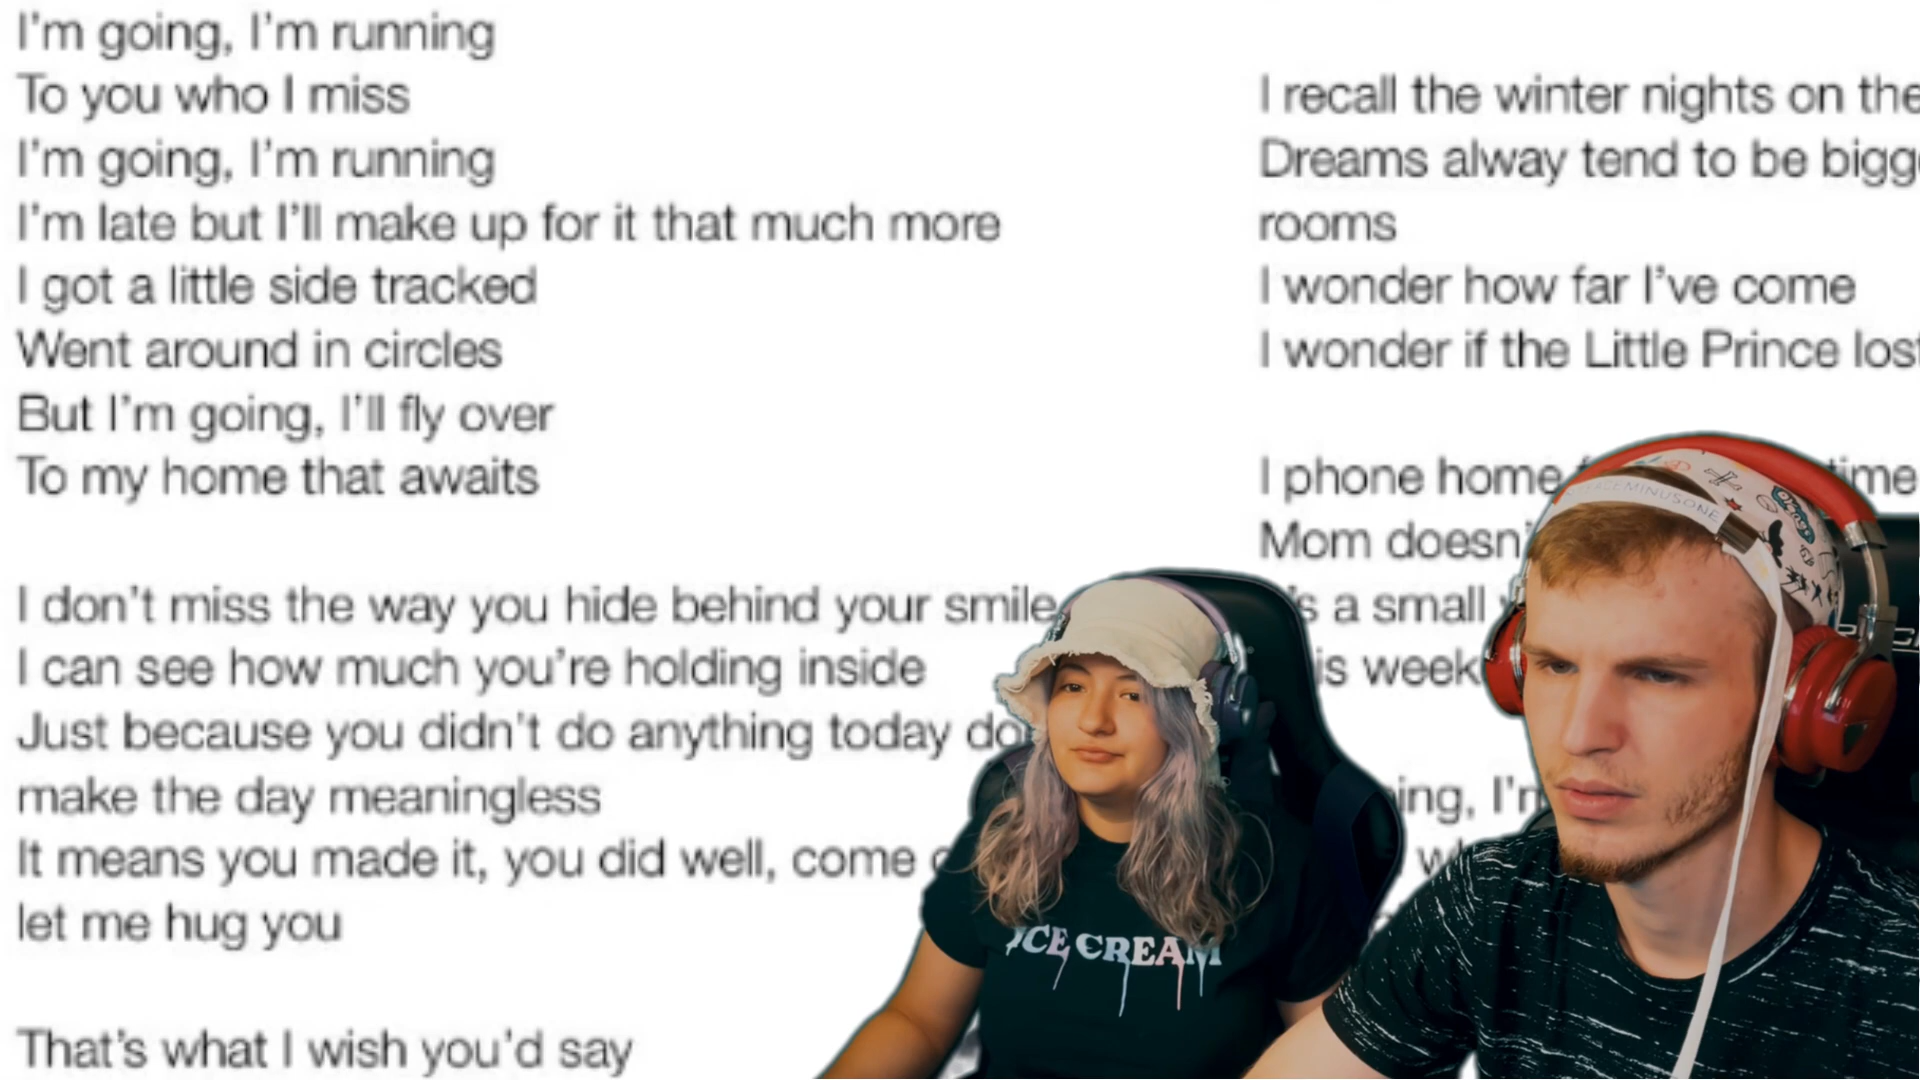 I'm going, I'm running
To you who I miss
I'm going, I'm running
I'm late but I'll make up for it that much more
I got a little side tracked
Went around in circles
But I'm going, I'll fly over
To my home that awaits
I don't miss the way you hide behind your smile
I can see how much you're holding inside
Just because you didn't do anything today
make the day meaningless
It means you made it, you did well, come
let me hug you
That's what I wish you'd say
I recall the winter nights on the
Dreams alway tend to be
rooms
I wonder how far I've come
I wonder if the Little Prince lost
I phone home
Mom
a small
week
MINUSONE
ICE CREAM